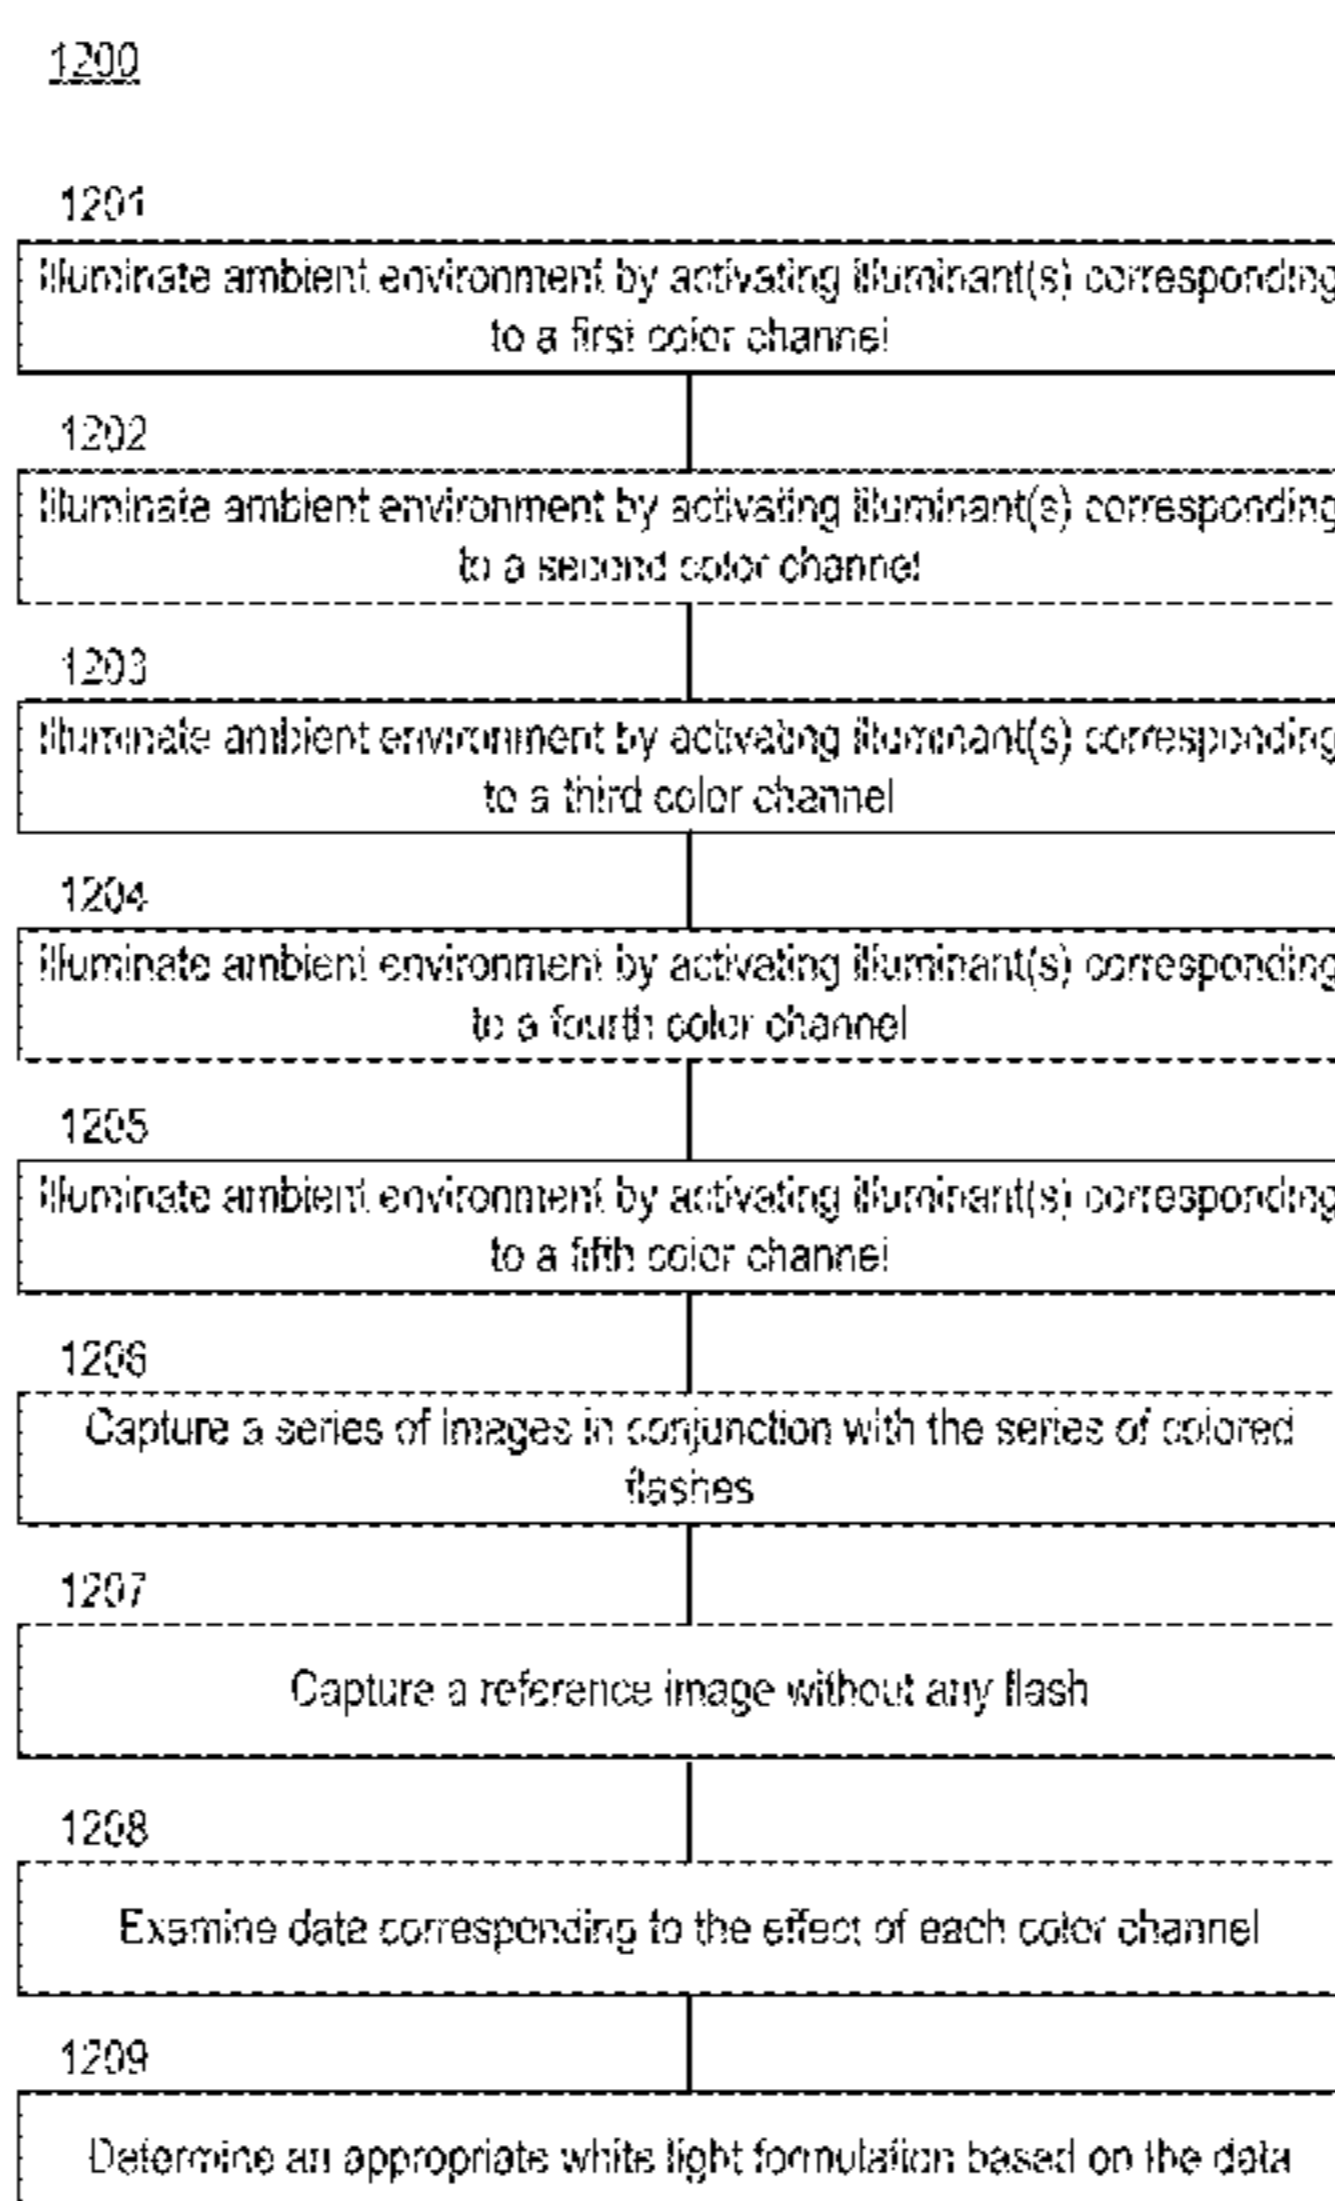 1200
1201
Illuminate ambient environment by activating illuminant(s) corresponding
to a first color channel
1202
Illuminate ambient environment by activating illuminant(s) corresponding
to a second color channel
1203
Illuminate ambient environment by activating illuminant(s) corresponding
to a third color channel
1204
Illuminate ambient environment by activating illuminant(s) corresponding
to a fourth color channel
1205
Illuminate ambient environment by activating illuminant(s) corresponding
to a fifth color channel
1206
Capture a series of images in conjunction with the series of colored
flashes
1207
Capture a reference image without any flash
1208
Examine data corresponding to the effect of each color channel
1209
Determine an appropriate white light formulation based on the data